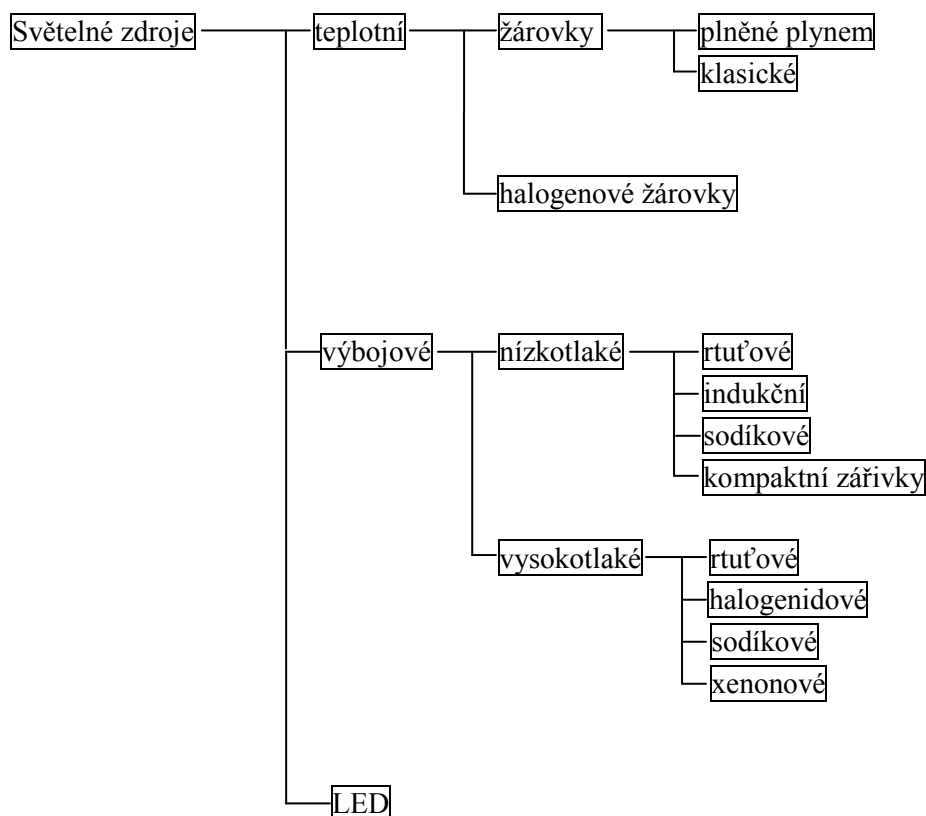 Světelné zdroje teplotní žárovky plněné plynem
klasické
halogenové žárovky
výbojové nízkotlaké rtuťové
indukční
sodíkové
kompaktní zářivky
vysokotlaké rtuťové
halogenidové
sodíkové
xenonové
LED